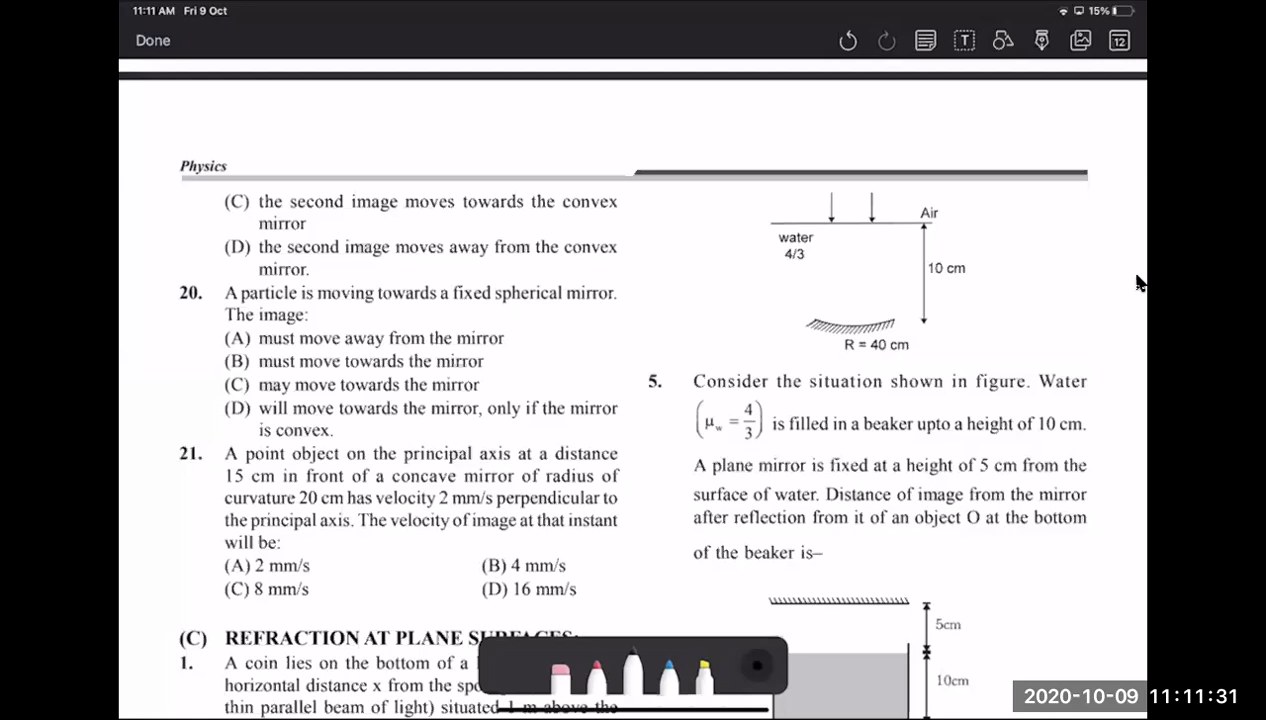 11:11 AM Fri 9 Oct
15%
Done
T
12
Physics
(C) the second image moves towards the convex
mirror
(D) the second image moves away from the convex
mirror.
20. A particle is moving towards a fixed spherical mirror.
The image:
(A) must move away from the mirror
(B) must move towards the mirror
(C) may move towards the mirror
(D) will move towards the mirror, only if the mirror
is convex.
21. A point object on the principal axis at a distance
15 cm in front of a concave mirror of radius of
curvature 20 cm has velocity 2 mm/s perpendicular to
the principal axis. The velocity of image at that instant
will be:
(A) 2 mm/s (B) 4 mm/s
(C) 8 mm/s (D) 16 mm/s
(C) REFRACTION AT PLANE SURFACES:
1. A coin lies on the bottom of a
horizontal distance x from the
thin parallel beam of light) situated 1 m above the
Air
water
4/3
10 cm
R = 40 cm
5. Consider the situation shown in figure. Water
(μw = 4/3) is filled in a beaker upto a height of 10 cm.
A plane mirror is fixed at a height of 5 cm from the
surface of water. Distance of image from the mirror
after reflection from it of an object O at the bottom
of the beaker is–
5cm
10cm
2020-10-09 11:11:31